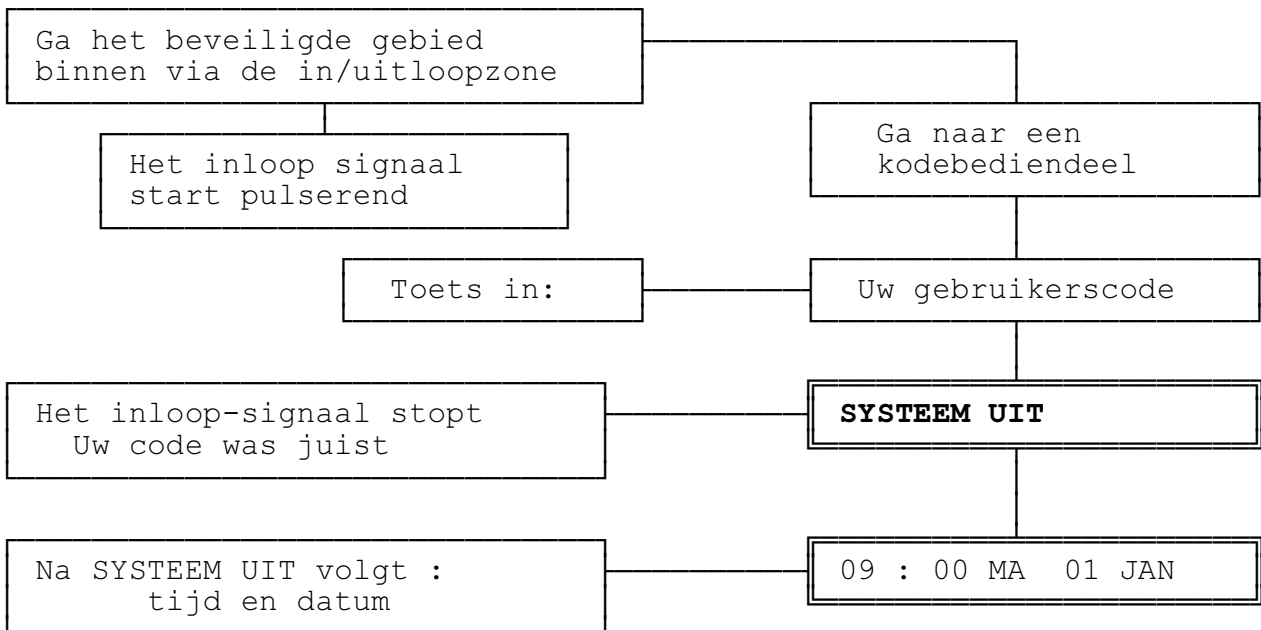 Ga het beveiligde gebied
binnen via de in/uitloopzone
Het inloop signaal
start pulserend
Ga naar een
kodebediendeel
Toets in:
Uw gebruikerscode
Het inloop-signaal stopt
Uw code was juist
SYSTEEM UIT
Na SYSTEEM UIT volgt :
tijd en datum
09 : 00 MA 01 JAN